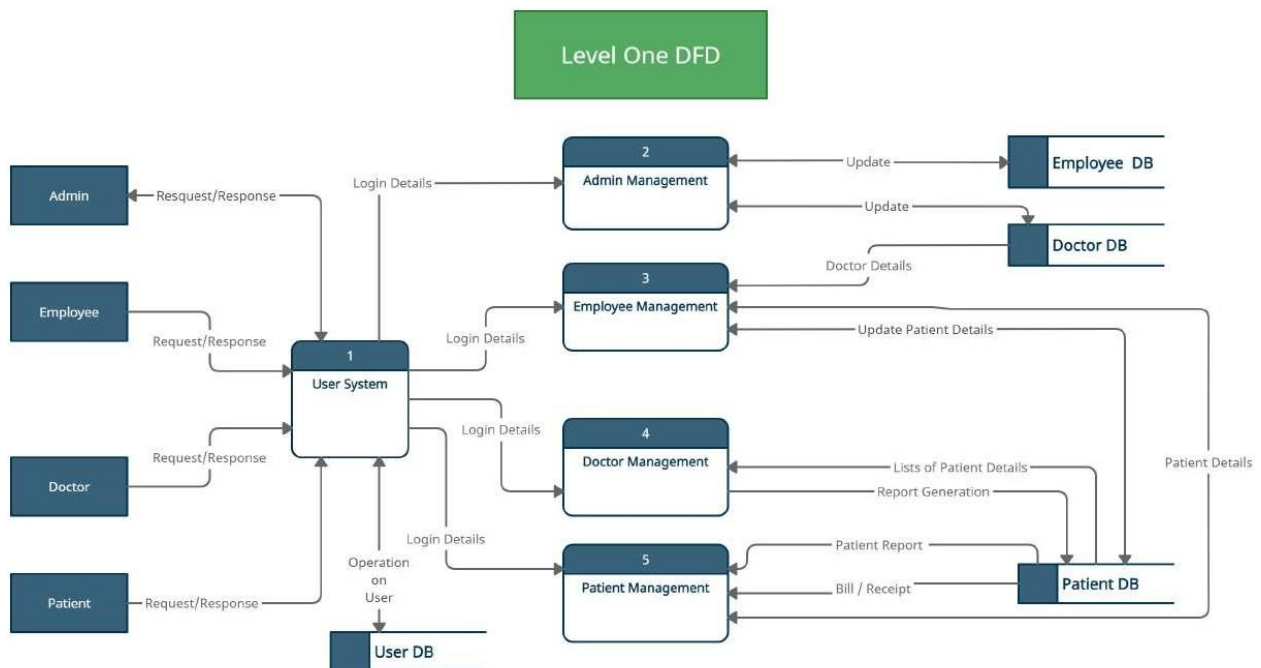 Level One DFD
2
Admin Management
Update
Employee DB
Admin
Resquest/Response
Login Details
Update
Doctor DB
Doctor Details
3
Employee Management
Employee
Request/Response
Login Details
Update Patient Details
1
User System
4
Doctor Management
Login Details
Request/Response
Lists of Patient Details
Patient Details
Doctor
Report Generation
Login Details
5
Patient Management
Patient Report
Operation
on
User
Patient DB
Bill / Receipt
Patient
Request/Response
User DB